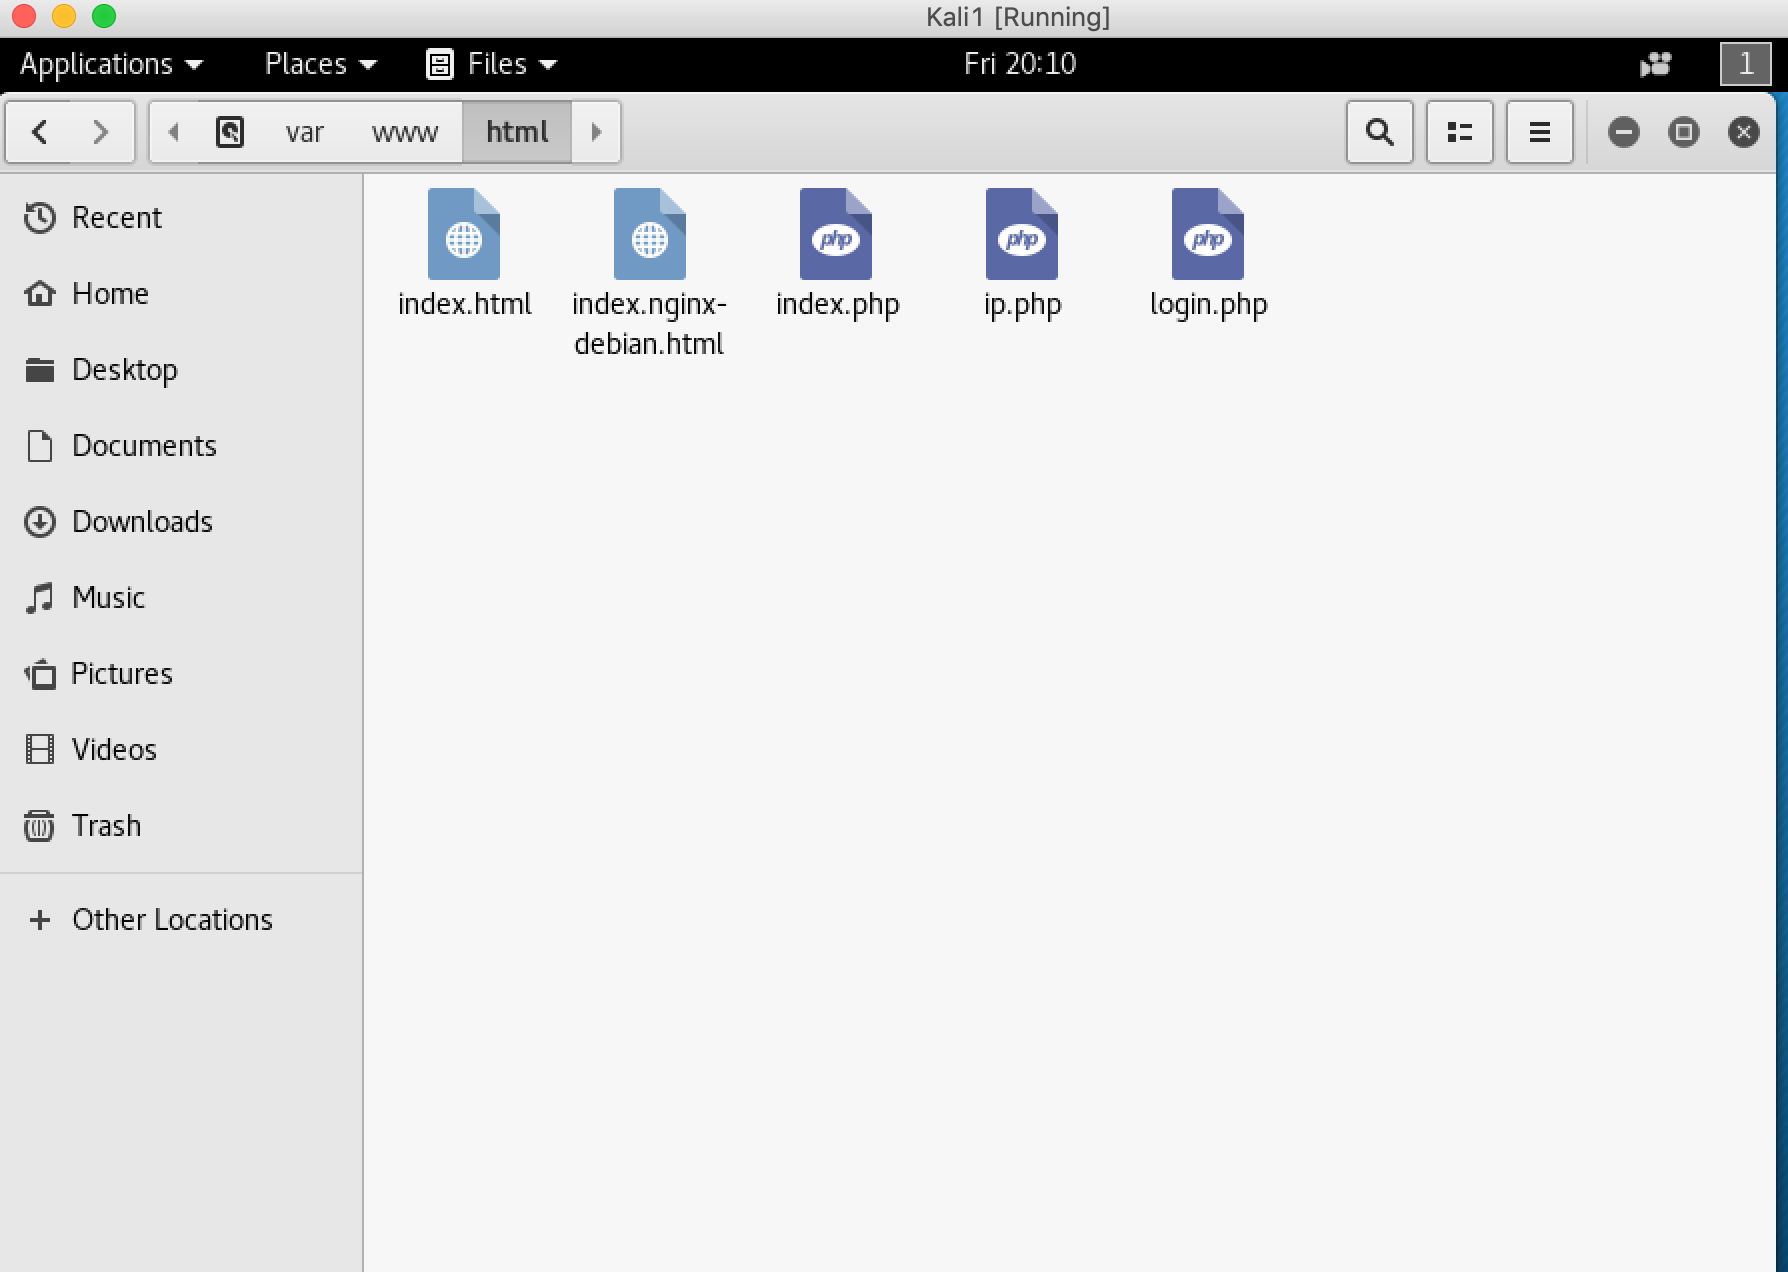 Kali1 [Running]
Applications Places Files Fri 20:10 1
var www html
Recent
Home
Desktop
Documents
Downloads
Music
Pictures
Videos
Trash
Other Locations
php php php
index.html index.nginx-debian.html index.php ip.php login.php